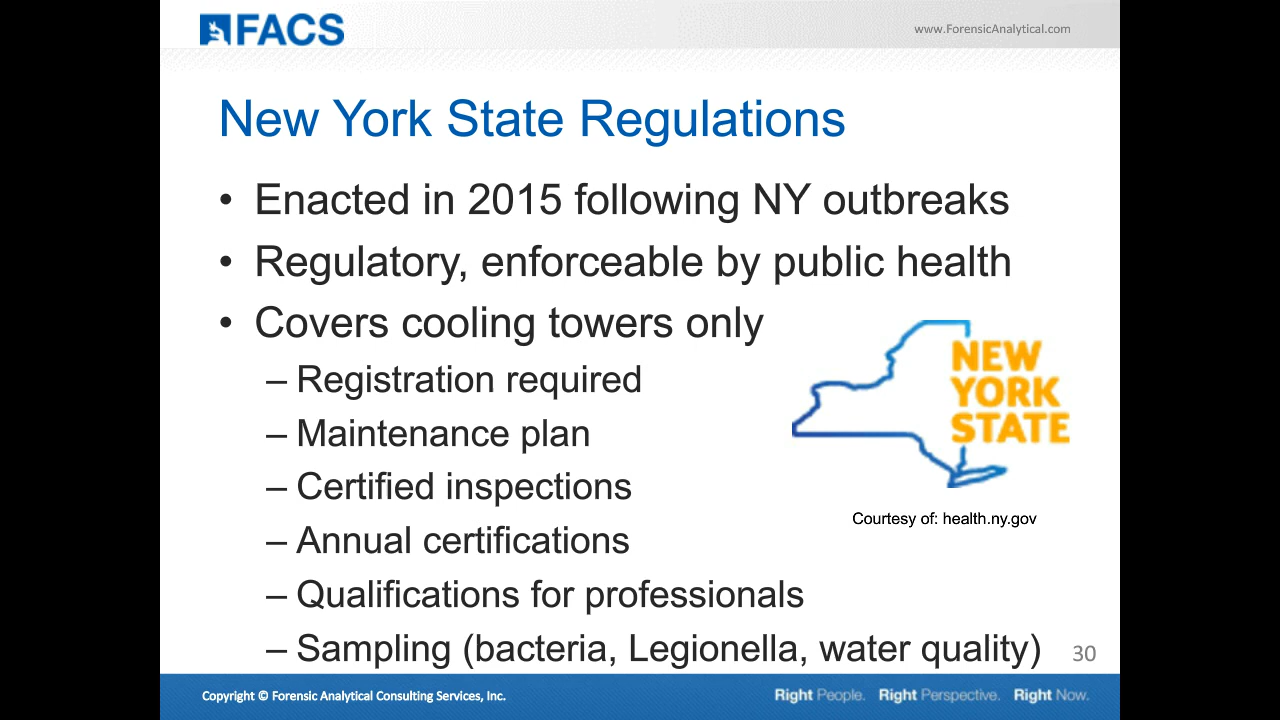 FACS
www.ForensicAnalytical.com
New York State Regulations
• Enacted in 2015 following NY outbreaks
• Regulatory, enforceable by public health
• Covers cooling towers only
– Registration required
– Maintenance plan
– Certified inspections
– Annual certifications
– Qualifications for professionals
– Sampling (bacteria, Legionella, water quality)
NEW
YORK
STATE
Courtesy of: health.ny.gov
30
Copyright © Forensic Analytical Consulting Services, Inc.
Right People. Right Perspective. Right Now.